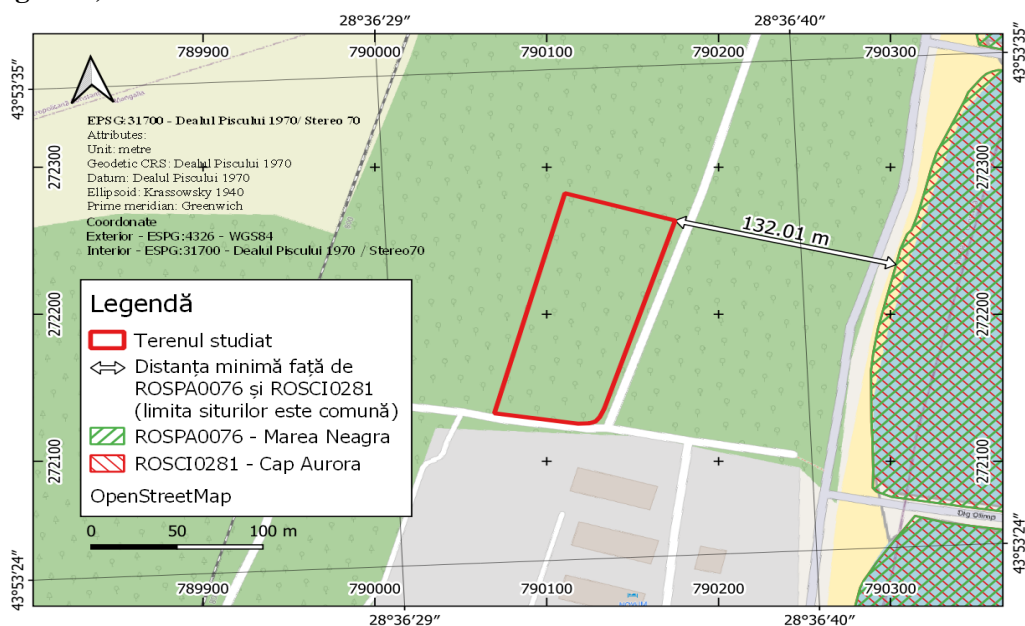 28°36′29″
28°36′40″
789900
790000
790100
790200
790300
43°53′35″
43°53′35″
Mangalia
EPSG:31700 - Dealul Piscului 1970/ Stereo 70
Attributes:
Unit: metre
Geodetic CRS: Dealul Piscului 1970
Datum: Dealul Piscului 1970
Ellipsoid: Krassowsky 1940
Prime meridian: Greenwich
Coordonate
Exterior - ESPG:4326 - WGS84
Interior - ESPG:31700 - Dealul Piscului 1970 / Stereo70
272300
272300
132.01 m
272200
272200
Legendă
Terenul studiat
Distanța minimă față de
ROSPA0076 și ROSCI0281
(limita siturilor este comună)
ROSPA0076 - Marea Neagra
ROSCI0281 - Cap Aurora
OpenStreetMap
0 50 100 m
272100
272100
Dig Olimp
43°53′24″
43°53′24″
789900
790000
790100
790200
790300
28°36′29″
28°36′40″